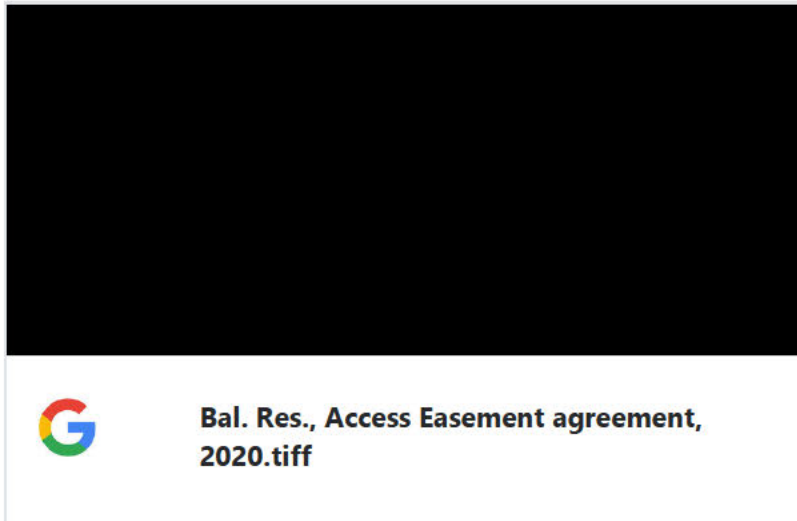 Bal. Res., Access Easement agreement,
2020.tiff